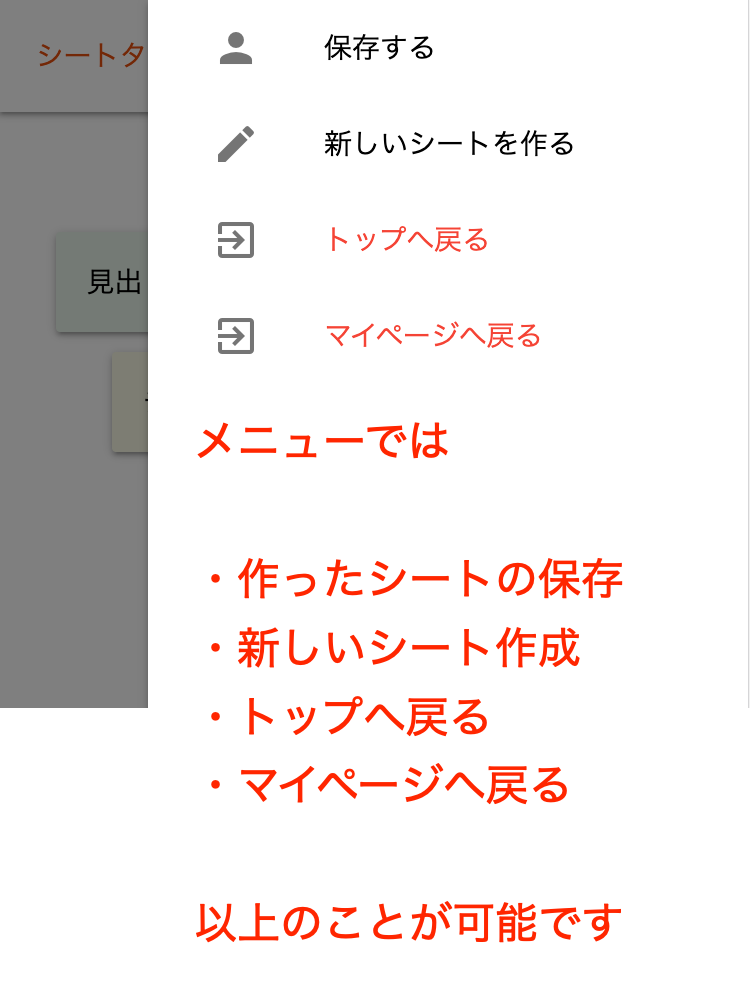 シートタ
保存する
新しいシートを作る
トップへ戻る
見出
マイページへ戻る
メニューでは
・作ったシートの保存
・新しいシート作成
・トップへ戻る
・マイページへ戻る
以上のことが可能です